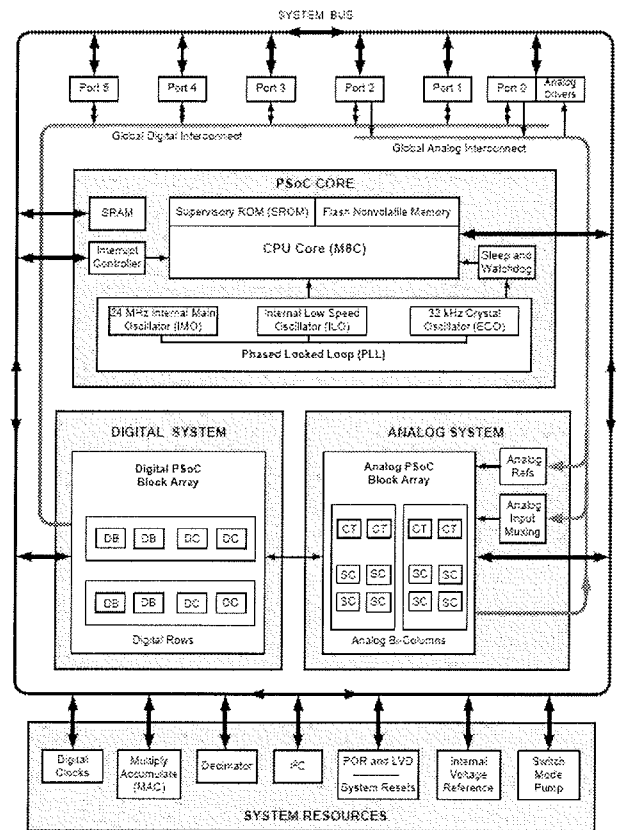 SYSTEM BUS
Port 5
Port 4
Port 3
Port 2
Port 1
Port 0
Analog
Drivers
Global Digital Interconnect
Global Analog Interconnect
PSoC CORE
SRAM
Supervisory ROM (SROM)
Flash Nonvolatile Memory
CPU Core (M8C)
Interrupt
Controller
Sleep and
Watchdog
24 MHz Internal Main
Oscillator (IMO)
Internal Low Speed
Oscillator (ILO)
32 kHz Crystal
Oscillator (ECO)
Phased Locked Loop (PLL)
DIGITAL SYSTEM
Digital PSoC
Block Array
DB DB DC DC
DB DB DC DC
Digital Rows
ANALOG SYSTEM
Analog PSoC
Block Array
CT CT CT CT
SC SC SC SC
SC SC SC SC
Analog Bi-Columns
Analog
Refs
Analog
Input
Muxing
Digital
Clocks
Multiply
Accumulate
(MAC)
Decimator
I²C
POR and LVD
System Resets
Internal
Voltage
Reference
Switch
Mode
Pump
SYSTEM RESOURCES